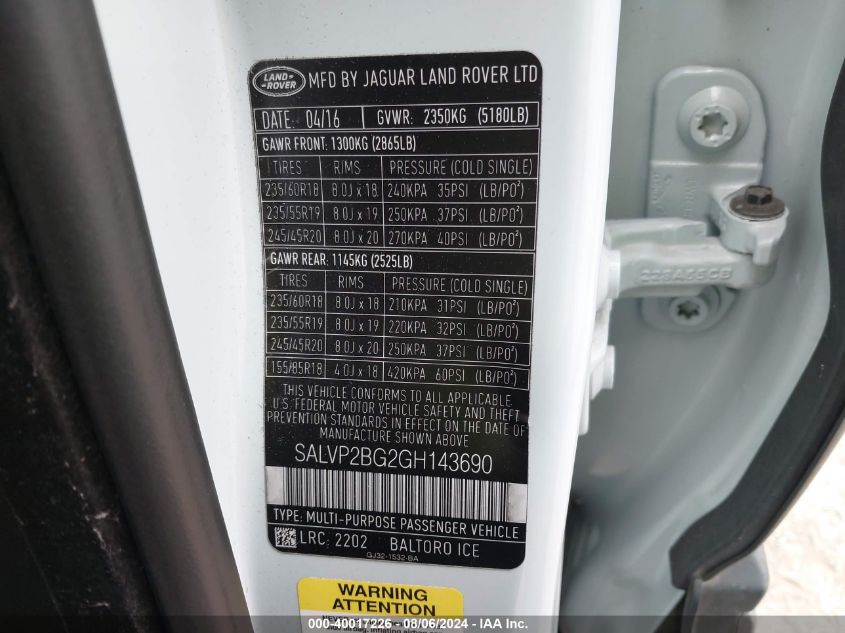 LAND-
-ROVER
MFD BY JAGUAR LAND ROVER LTD
DATE: 04/16 GVWR: 2350KG (5180LB)
GAWR FRONT: 1300KG (2865LB)
TIRES RIMS PRESSURE (COLD SINGLE)
235/60R18 8.0J x 18 240KPA 35PSI (LB/PO²)
235/55R19 8.0J x 19 250KPA 37PSI (LB/PO²)
245/45R20 8.0J x 20 270KPA 40PSI (LB/PO²)
GAWR REAR: 1145KG (2525LB)
TIRES RIMS PRESSURE (COLD SINGLE)
235/60R18 8.0J x 18 210KPA 31PSI (LB/PO²)
235/55R19 8.0J x 19 220KPA 32PSI (LB/PO²)
245/45R20 8.0J x 20 250KPA 37PSI (LB/PO²)
155/85R18 4.0J x 18 420KPA 60PSI (LB/PO²)
THIS VEHICLE CONFORMS TO ALL APPLICABLE
U.S. FEDERAL MOTOR VEHICLE SAFETY AND THEFT
PREVENTION STANDARDS IN EFFECT ON THE DATE
OF MANUFACTURE SHOWN ABOVE
SALVP2BG2GH143690
TYPE: MULTI-PURPOSE PASSENGER VEHICLE
LRC: 2202 BALTORO ICE
GJ32-1532-BA
WARNING
ATTENTION
000-40017226 - 08/06/2024 - IAA Inc.